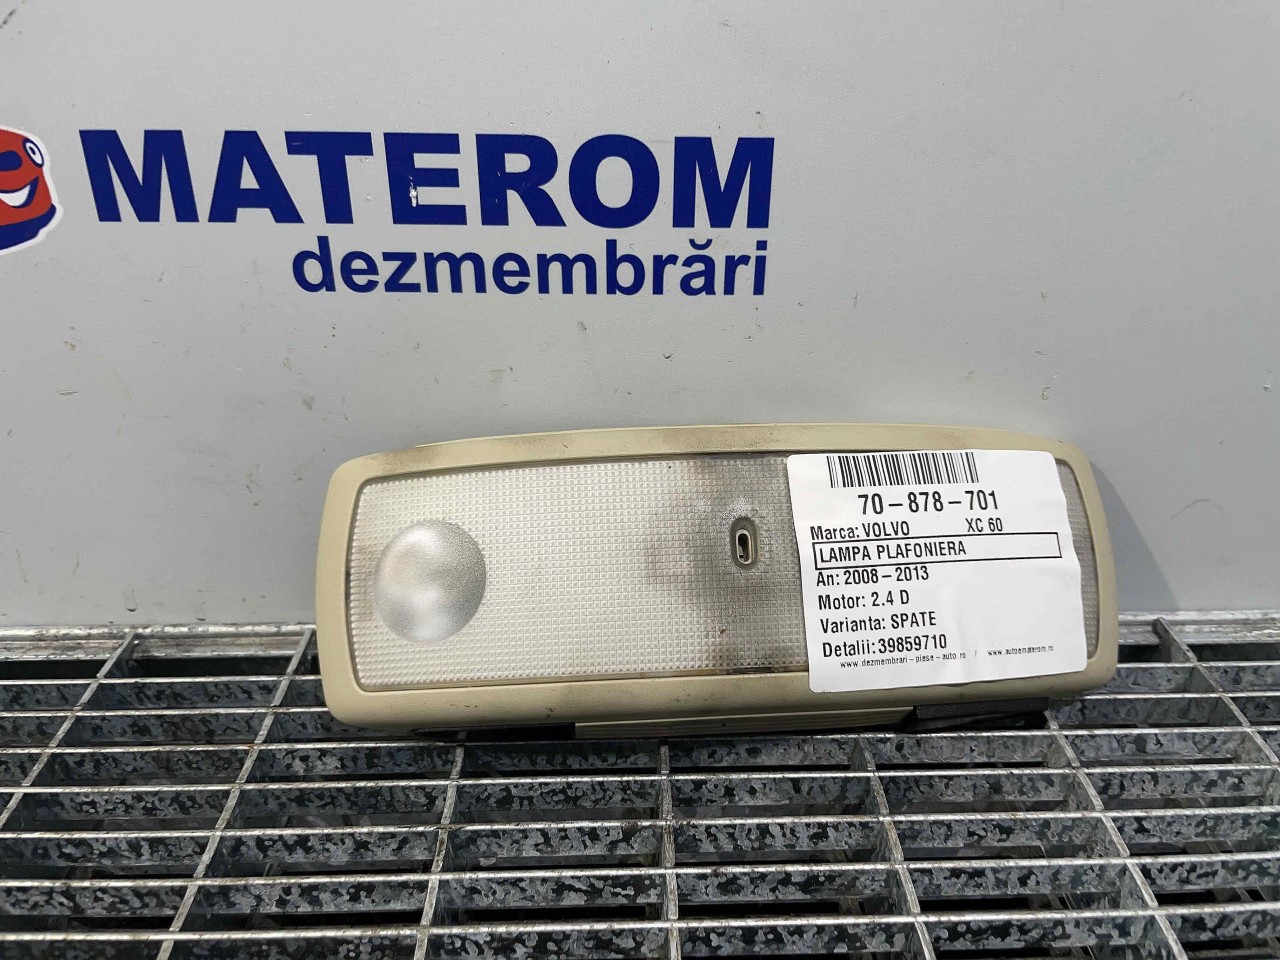 MATEROM
dezmembrări
70-878-701
Marca: VOLVO XC 60
LAMPA PLAFONIERA
An: 2008-2013
Motor: 2.4 D
Varianta: SPATE
Detalii: 39859710
www.dezmembrari-piese-auto.ro / www.autoematerom.ro